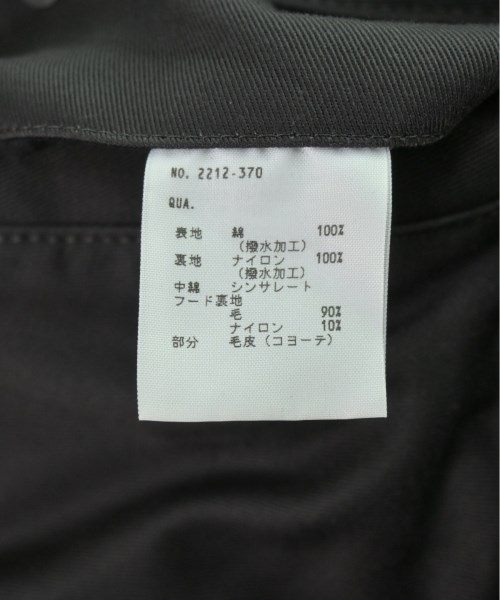 NO. 2212-370
QUA.
表地 綿 100%
(撥水加工)
裏地 ナイロン 100%
(撥水加工)
中綿 シンサレート
フード裏地
毛 90%
ナイロン 10%
部分 毛皮(コヨーテ)